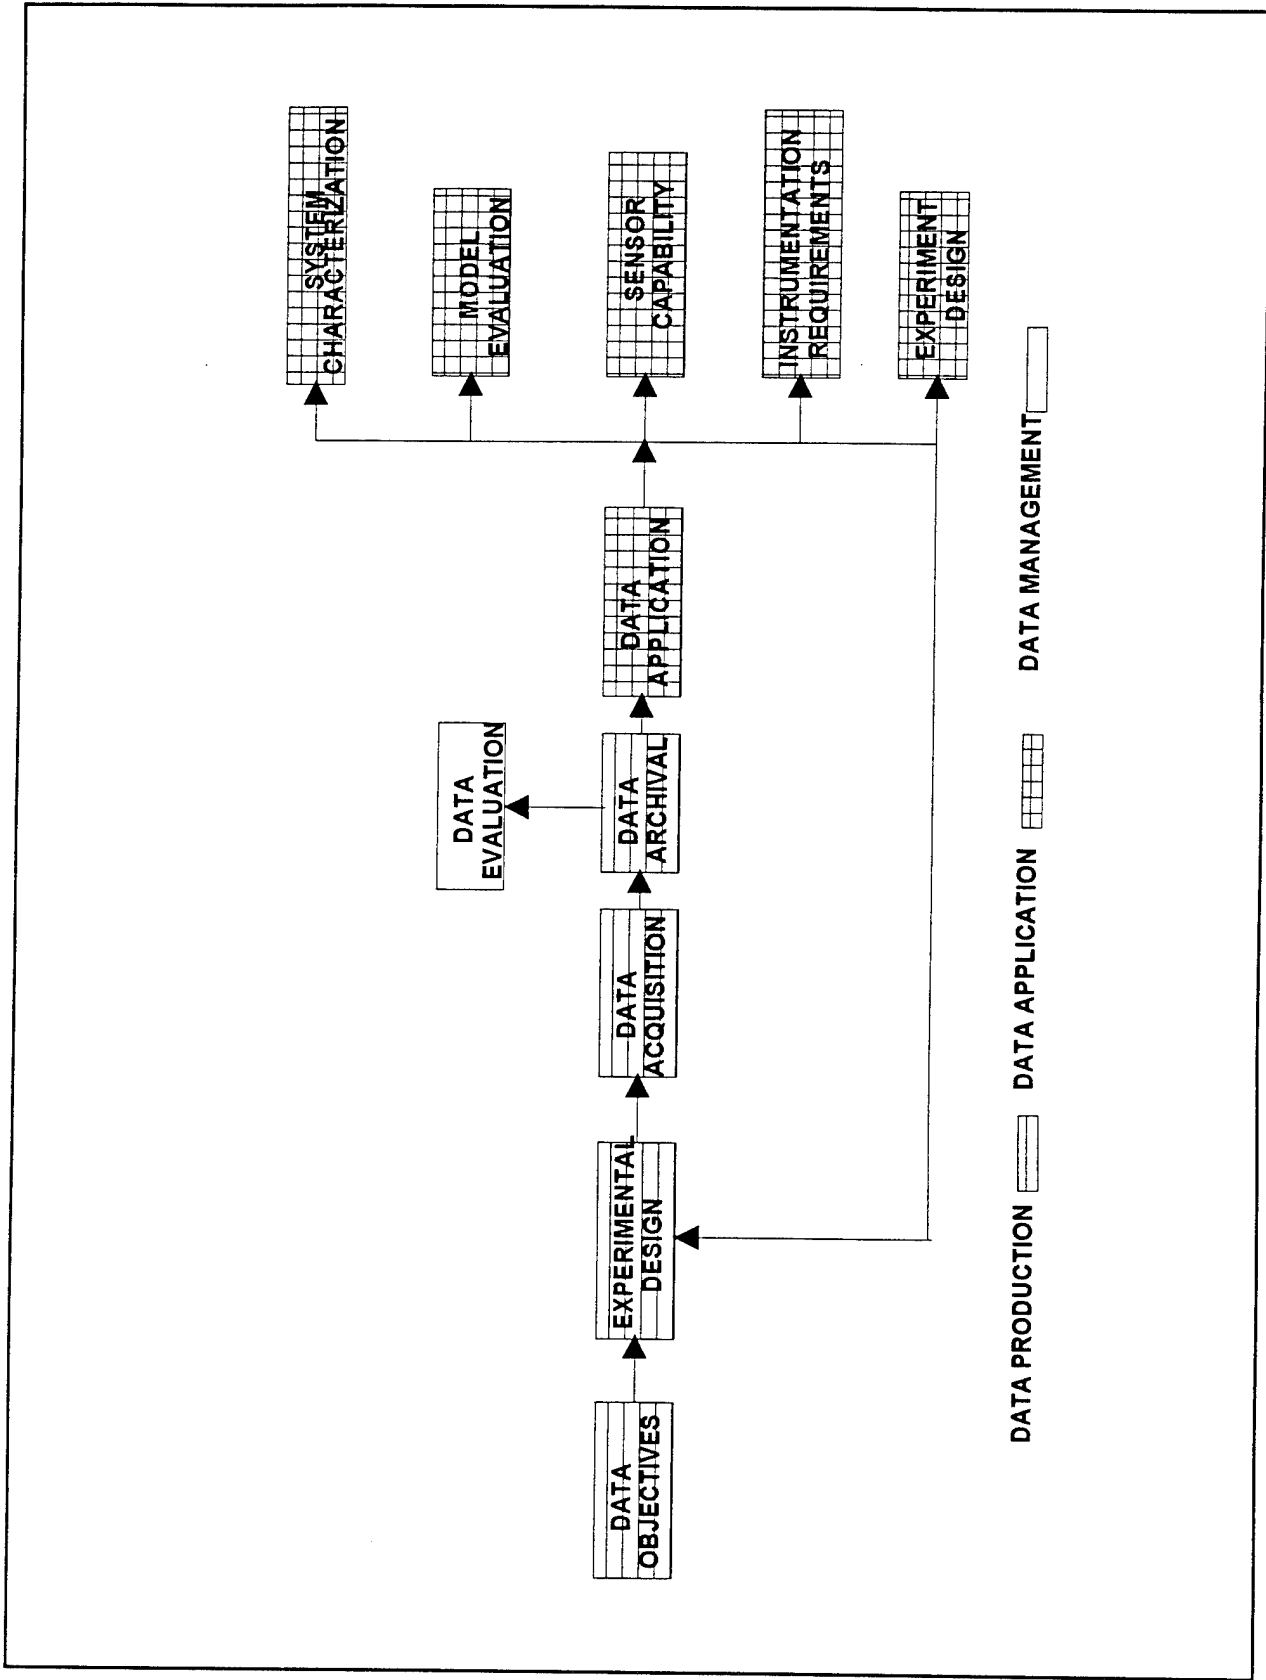 DATA
OBJECTIVES
EXPERIMENTAL
DESIGN
DATA
ACQUISITION
DATA
ARCHIVAL
DATA
EVALUATION
DATA
APPLICATION
SYSTEM
CHARACTERIZATION
MODEL
EVALUATION
SENSOR
CAPABILITY
INSTRUMENTATION
REQUIREMENTS
EXPERIMENT
DESIGN
DATA PRODUCTION
DATA APPLICATION
DATA MANAGEMENT